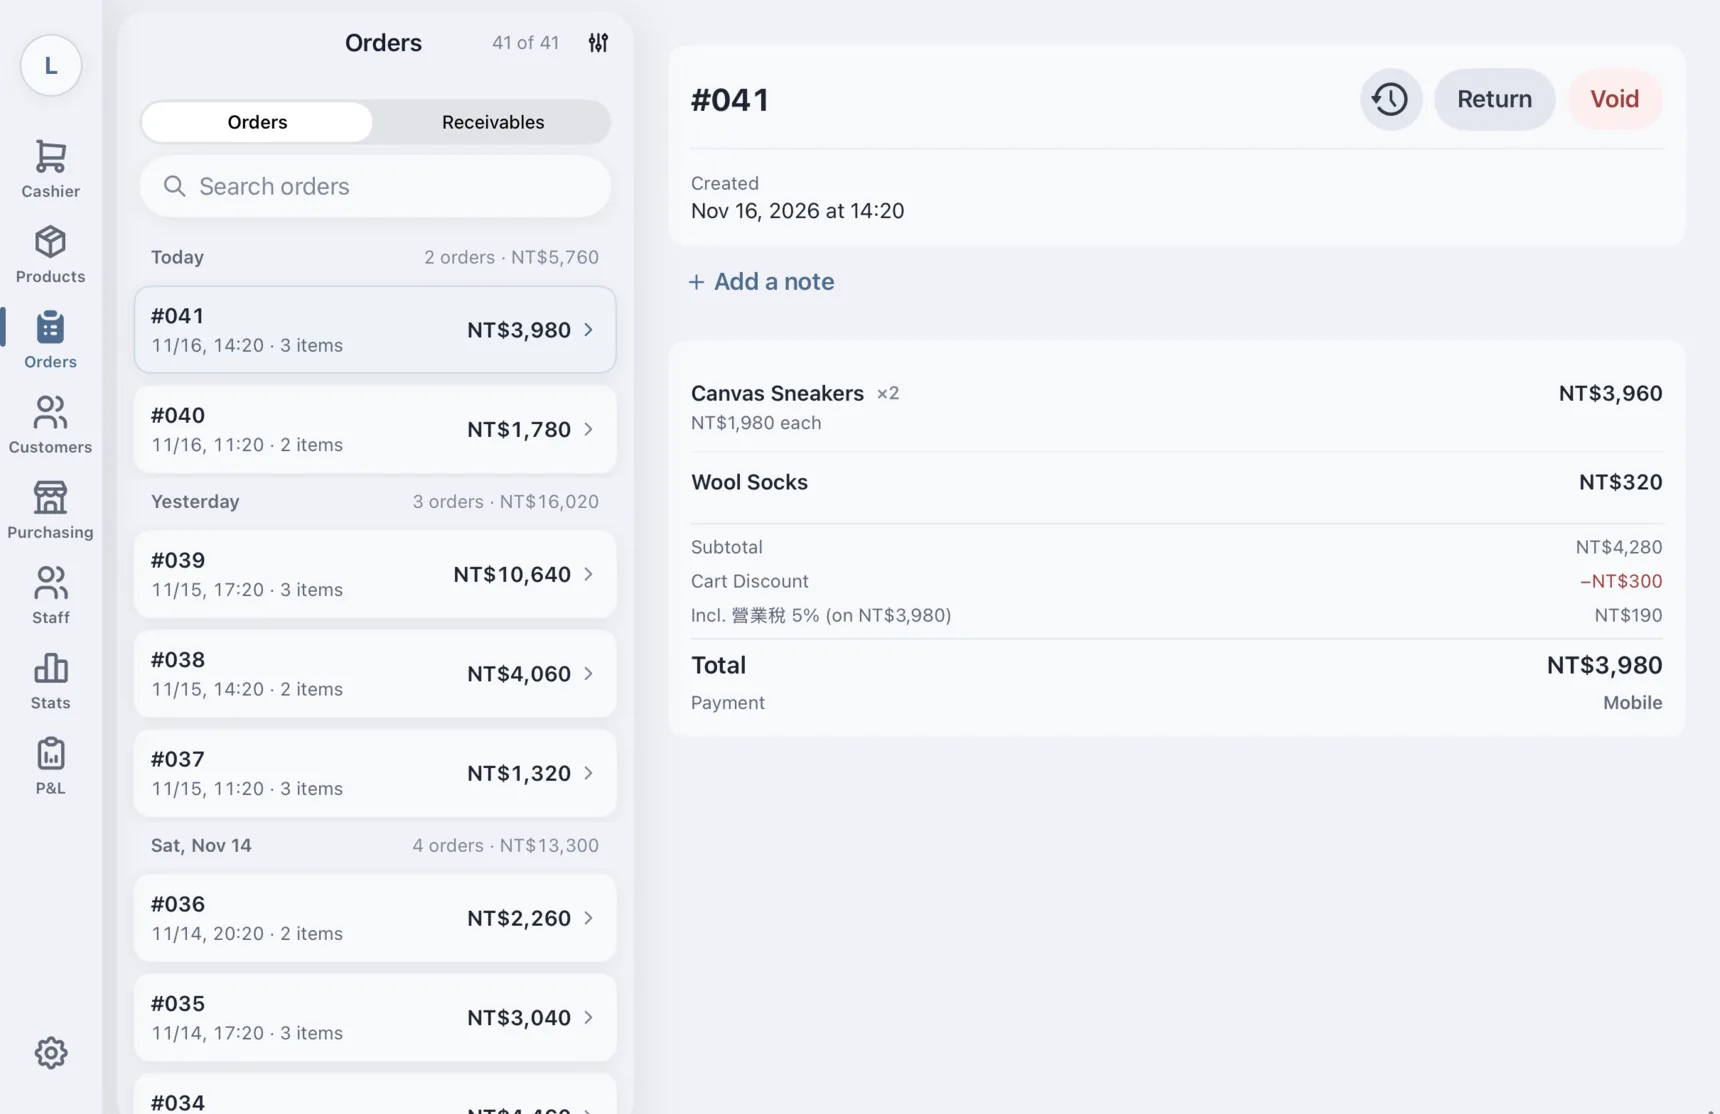 L
Cashier
Products
Orders
Customers
Purchasing
Staff
Stats
P&L
Orders
41 of 41
Orders
Receivables
Search orders
Today
2 orders · NT$5,760
#041
11/16, 14:20 · 3 items
NT$3,980
#040
11/16, 11:20 · 2 items
NT$1,780
Yesterday
3 orders · NT$16,020
#039
11/15, 17:20 · 3 items
NT$10,640
#038
11/15, 14:20 · 2 items
NT$4,060
#037
11/15, 11:20 · 3 items
NT$1,320
Sat, Nov 14
4 orders · NT$13,300
#036
11/14, 20:20 · 2 items
NT$2,260
#035
11/14, 17:20 · 3 items
NT$3,040
#034
#041
Return
Void
Created
Nov 16, 2026 at 14:20
+ Add a note
Canvas Sneakers ×2
NT$3,960
NT$1,980 each
Wool Socks
NT$320
Subtotal
NT$4,280
Cart Discount
−NT$300
Incl. 營業稅 5% (on NT$3,980)
NT$190
Total
NT$3,980
Payment
Mobile